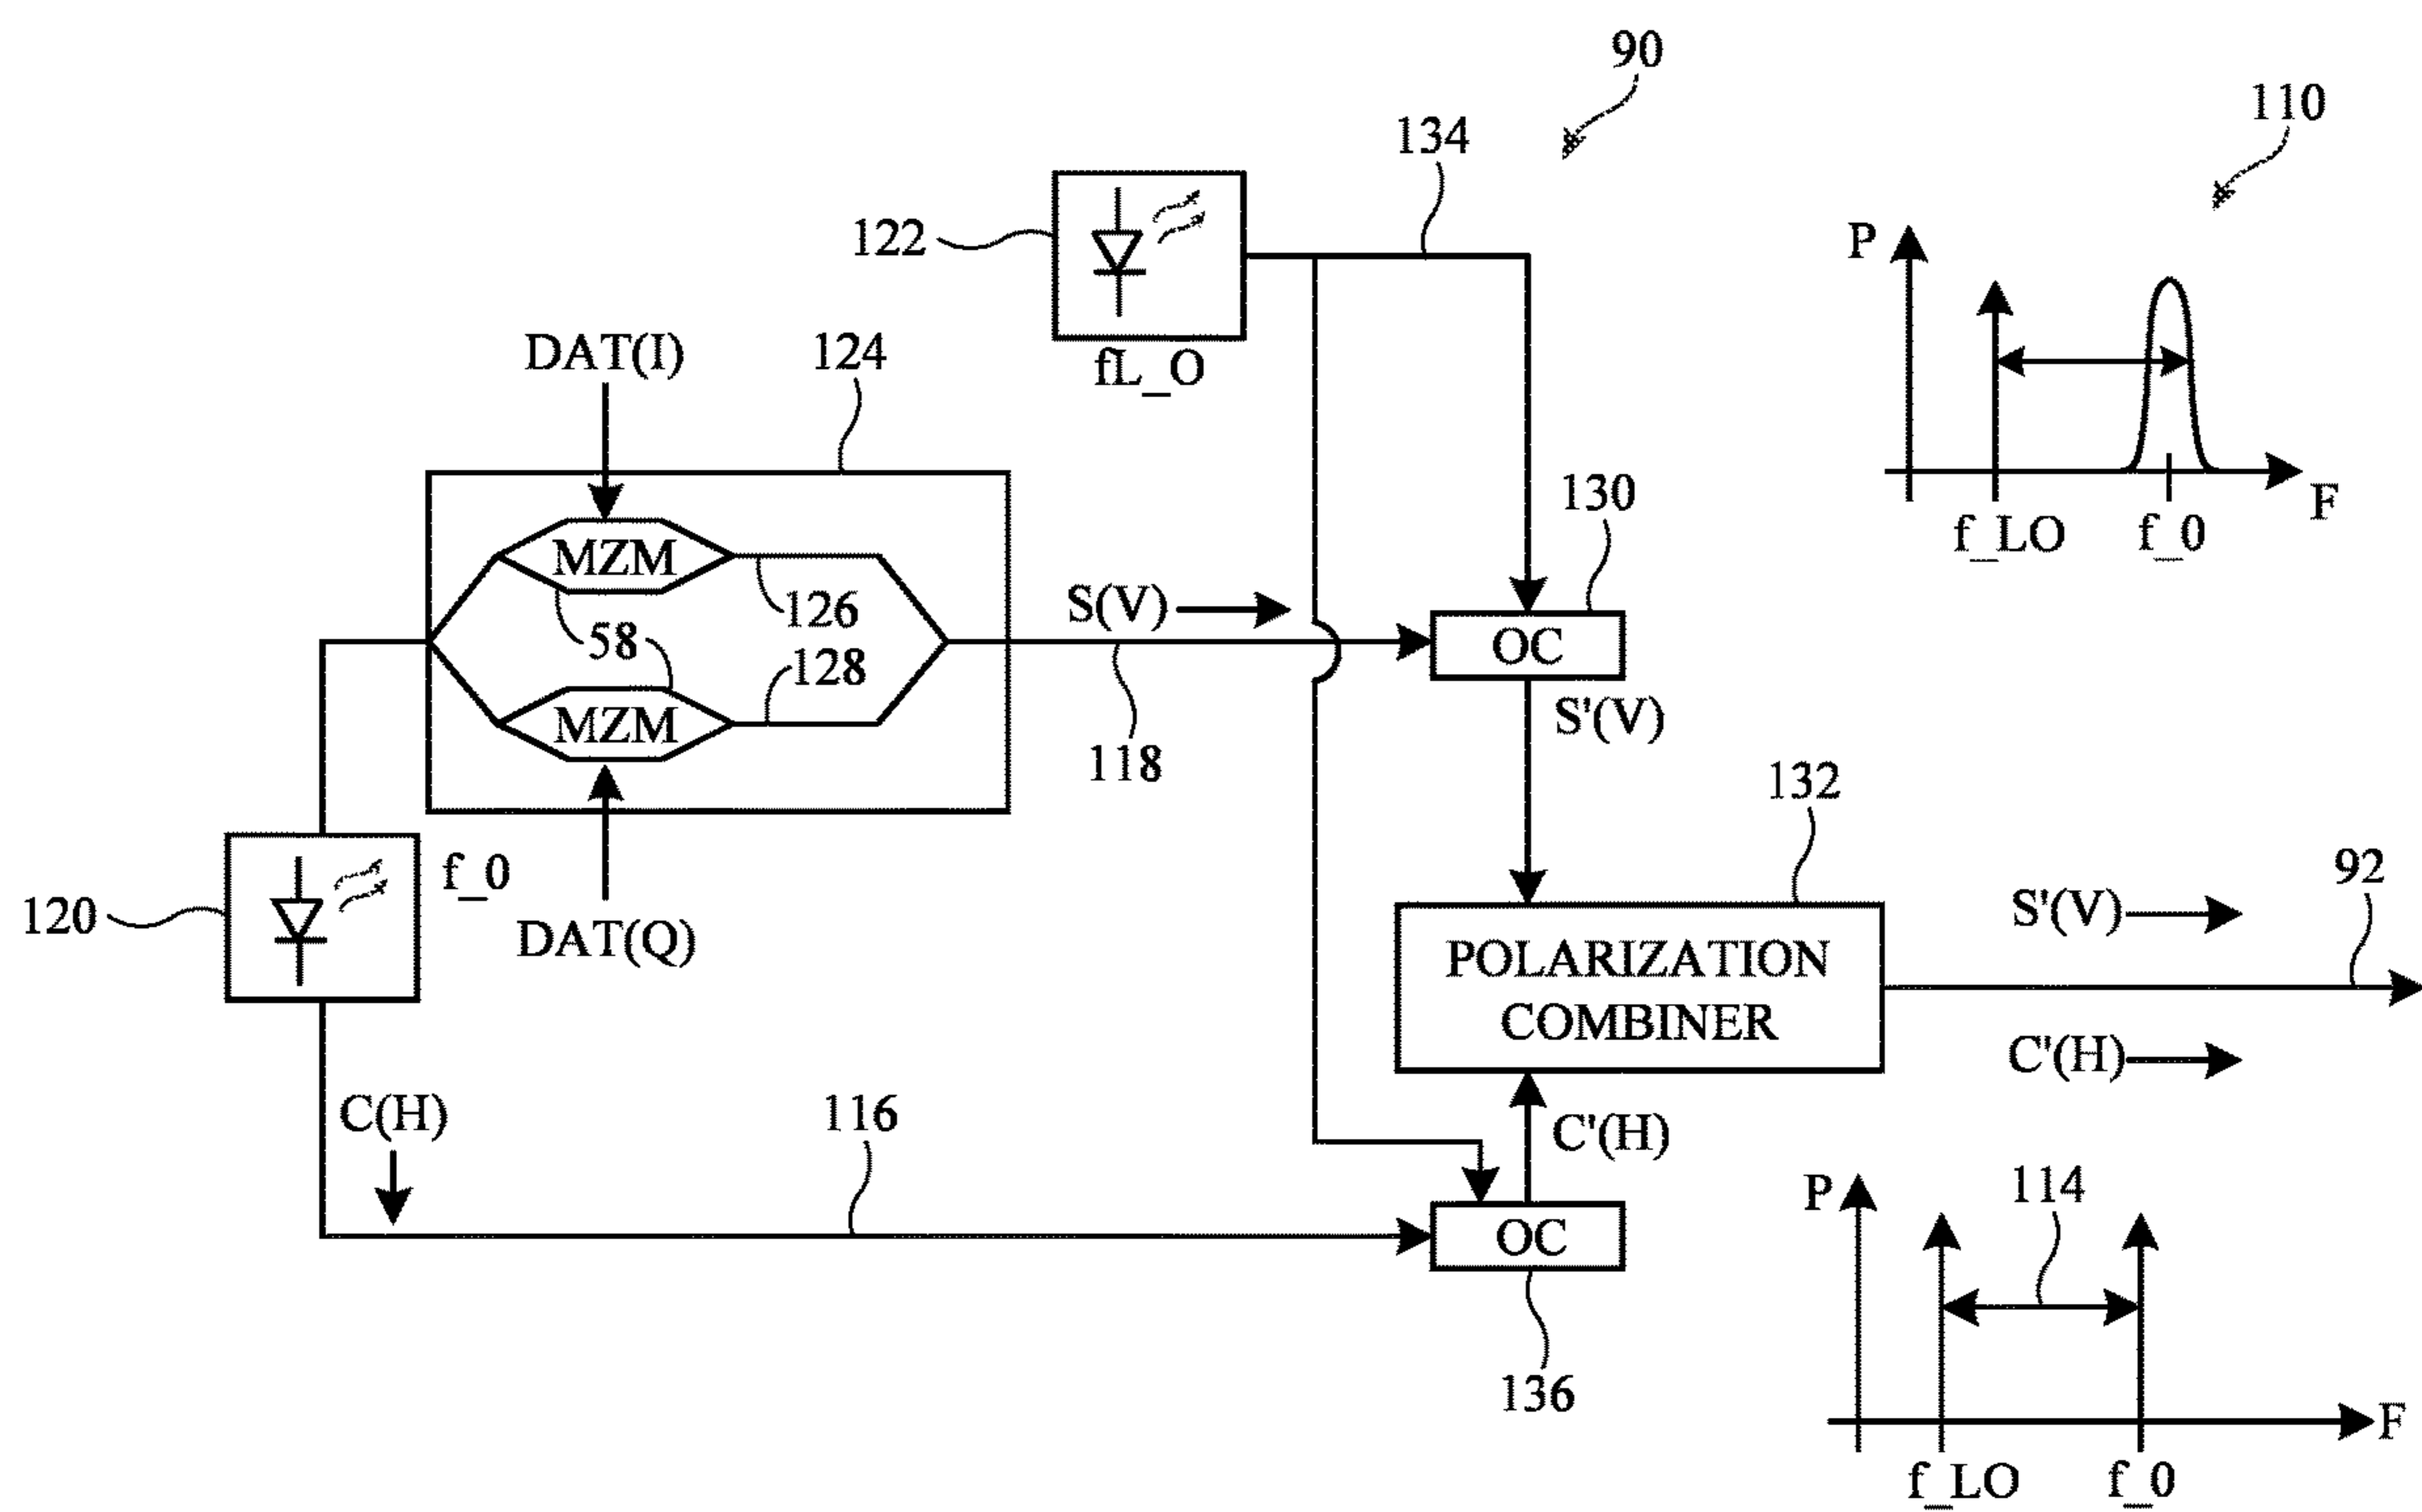 90
110
134
122
P
fL_O
DAT(I)
124
F
f_LO
f_0
130
MZM
126
S(V)
58
OC
128
MZM
S'(V)
118
132
f_0
92
120
S'(V)
DAT(Q)
POLARIZATION
COMBINER
C'(H)
C(H)
116
C'(H)
114
P
OC
136
F
f_LO
f_0